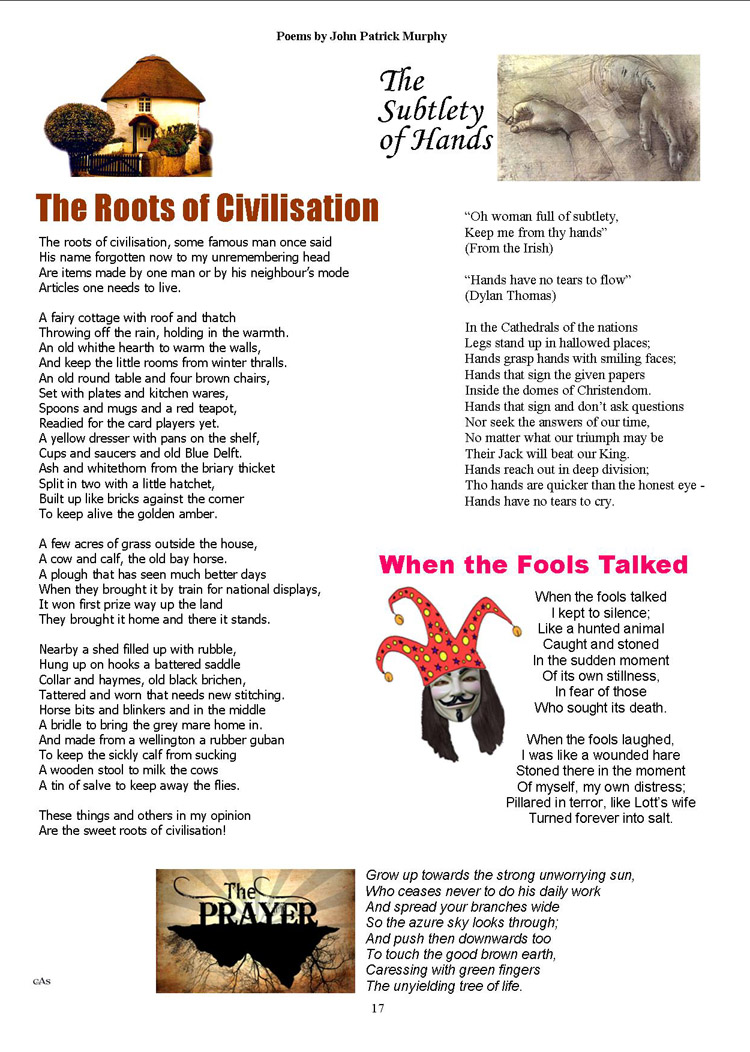 Poems by John Patrick Murphy
The Roots of Civilisation
The roots of civilisation, some famous man once said
His name forgotten now to my unremembering head
Are items made by one man or by his neighbour's mode
Articles one needs to live.
A fairy cottage with roof and thatch
Throwing off the rain, holding in the warmth.
An old whithe hearth to warm the walls,
And keep the little rooms from winter thralls.
An old round table and four brown chairs,
Set with plates and kitchen wares,
Spoons and mugs and a red teapot,
Readied for the card players yet.
A yellow dresser with pans on the shelf,
Cups and saucers and old Blue Delft.
Ash and whitethorn from the briary thicket
Split in two with a little hatchet,
Built up like bricks against the corner
To keep alive the golden amber.
A few acres of grass outside the house,
A cow and calf, the old bay horse.
A plough that has seen much better days
When they brought it by train for national displays,
It won first prize way up the land
They brought it home and there it stands.
Nearby a shed filled up with rubble,
Hung up on hooks a battered saddle
Collar and haymes, old black brichen,
Tattered and worn that needs new stitching.
Horse bits and blinkers and in the middle
A bridle to bring the grey mare home in.
And made from a wellington a rubber guban
To keep the sickly calf from sucking
A wooden stool to milk the cows
A tin of salve to keep away the flies.
These things and others in my opinion
Are the sweet roots of civilisation!
The
Subtlety
of Hands
“Oh woman full of subtlety,
Keep me from thy hands”
(From the Irish)
“Hands have no tears to flow”
(Dylan Thomas)
In the Cathedrals of the nations
Legs stand up in hallowed places;
Hands grasp hands with smiling faces;
Hands that sign the given papers
Inside the domes of Christendom.
Hands that sign and don't ask questions
Nor seek the answers of our time,
No matter what our triumph may be
Their Jack will beat our King.
Hands reach out in deep division;
Tho hands are quicker than the honest eye -
Hands have no tears to cry.
When the Fools Talked
When the fools talked
I kept to silence;
Like a hunted animal
Caught and stoned
In the sudden moment
Of its own stillness,
In fear of those
Who sought its death.
When the fools laughed,
I was like a wounded hare
Stoned there in the moment
Of myself, my own distress;
Pillared in terror, like Lott's wife
Turned forever into salt.
The
PRAYER
Grow up towards the strong unworrying sun,
Who ceases never to do his daily work
And spread your branches wide
So the azure sky looks through;
And push then downwards too
To touch the good brown earth,
Caressing with green fingers
The unyielding tree of life.
cAs
17